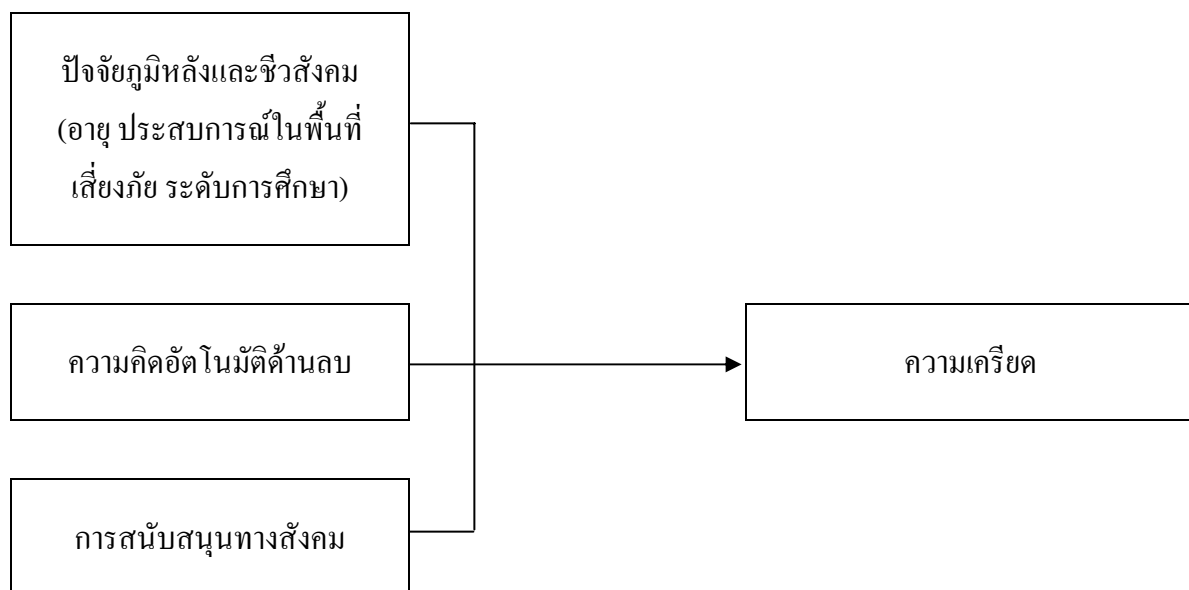 ปัจจัยภูมิหลังและชีวสังคม
(อายุ ประสบการณ์ในพื้นที่
เสี่ยงภัย ระดับการศึกษา)
ความคิดอัตโนมัติด้านลบ
ความเครียด
การสนับสนุนทางสังคม